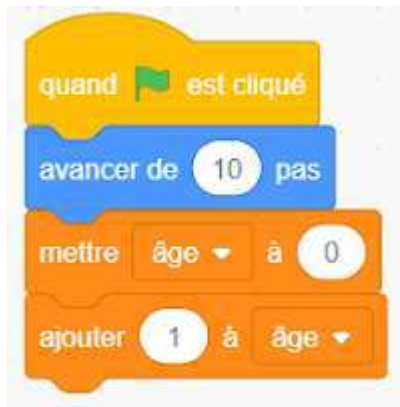 quand est cliqué
avancer de 10 pas
mettre âge à 0
ajouter 1 à âge